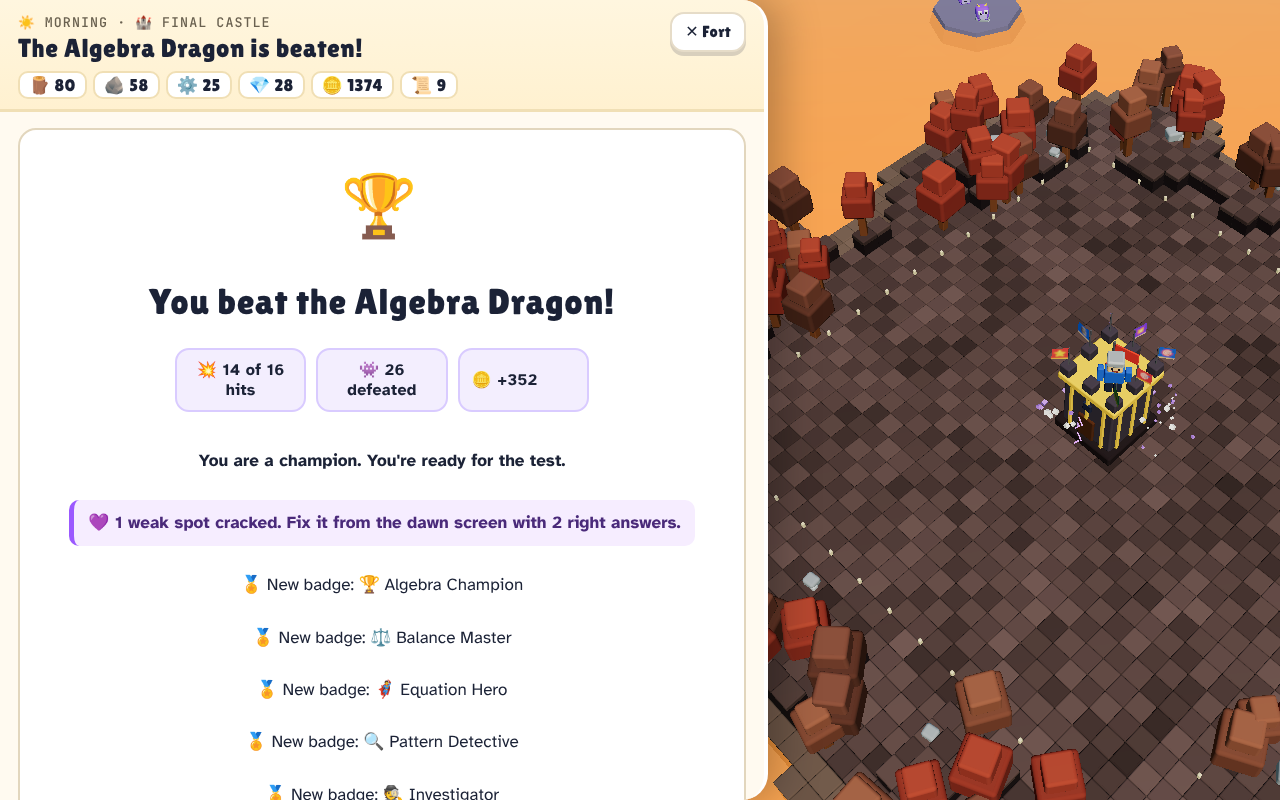 ☀️ MORNING · 🏰 FINAL CASTLE
The Algebra Dragon is beaten!
✕ Fort
🪵 80 🪨 58 ⚙️ 25 💎 28 🪙 1374 📜 9
You beat the Algebra Dragon!
💥 14 of 16 hits
👾 26 defeated
🪙 +352
You are a champion. You're ready for the test.
💜 1 weak spot cracked. Fix it from the dawn screen with 2 right answers.
🏅 New badge: 🏆 Algebra Champion
🏅 New badge: ⚖️ Balance Master
🏅 New badge: 🦸 Equation Hero
🏅 New badge: 🔍 Pattern Detective
🏅 New badge: 🕵️ Investigator